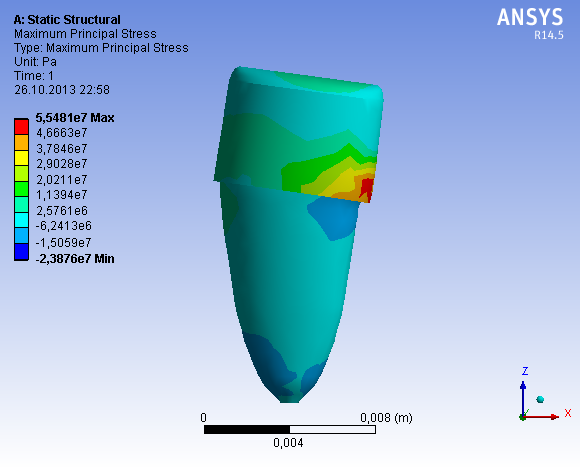 A: Static Structural
Maximum Principal Stress
Type: Maximum Principal Stress
Unit: Pa
Time: 1
26.10.2013 22:58
ANSYS
R14.5
5,5481e7 Max
4,6663e7
3,7846e7
2,9028e7
2,0211e7
1,1394e7
2,5761e6
-6,2413e6
-1,5059e7
-2,3876e7 Min
0
0,008 (m)
0,004
Z
Y
X